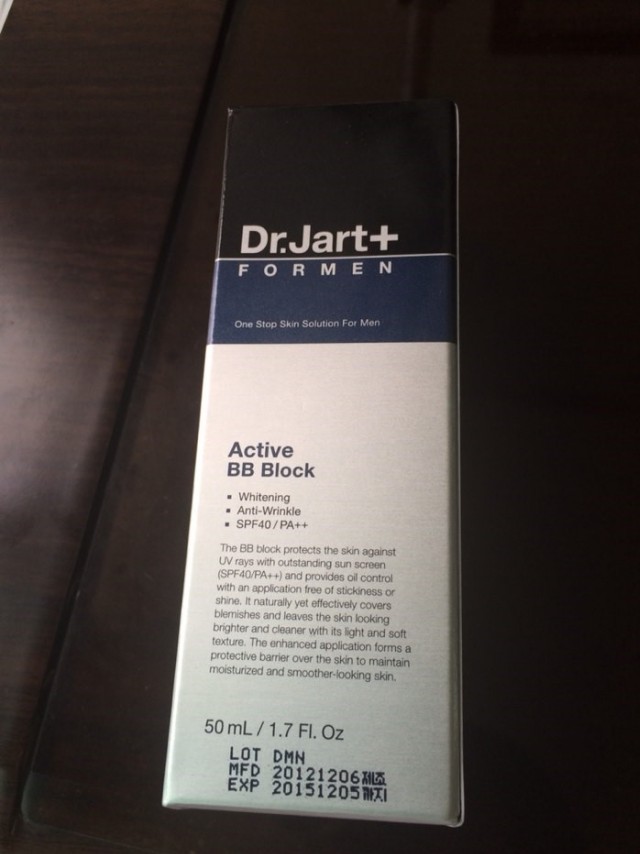 Dr.Jart+
FORMEN
One Stop Skin Solution For Men
Active
BB Block
▪ Whitening
▪ Anti-Wrinkle
▪ SPF40/PA++
The BB block protects the skin against
UV rays with outstanding sun screen
(SPF40/PA++) and provides oil control
with an application free of stickiness or
shine. It naturally yet effectively covers
blemishes and leaves the skin looking
brighter and cleaner with its light and soft
texture. The enhanced application forms a
protective barrier over the skin to maintain
moisturized and smoother-looking skin.
50 mL / 1.7 Fl. Oz
LOT DMN
MFD 20121206제조
EXP 20151205까지